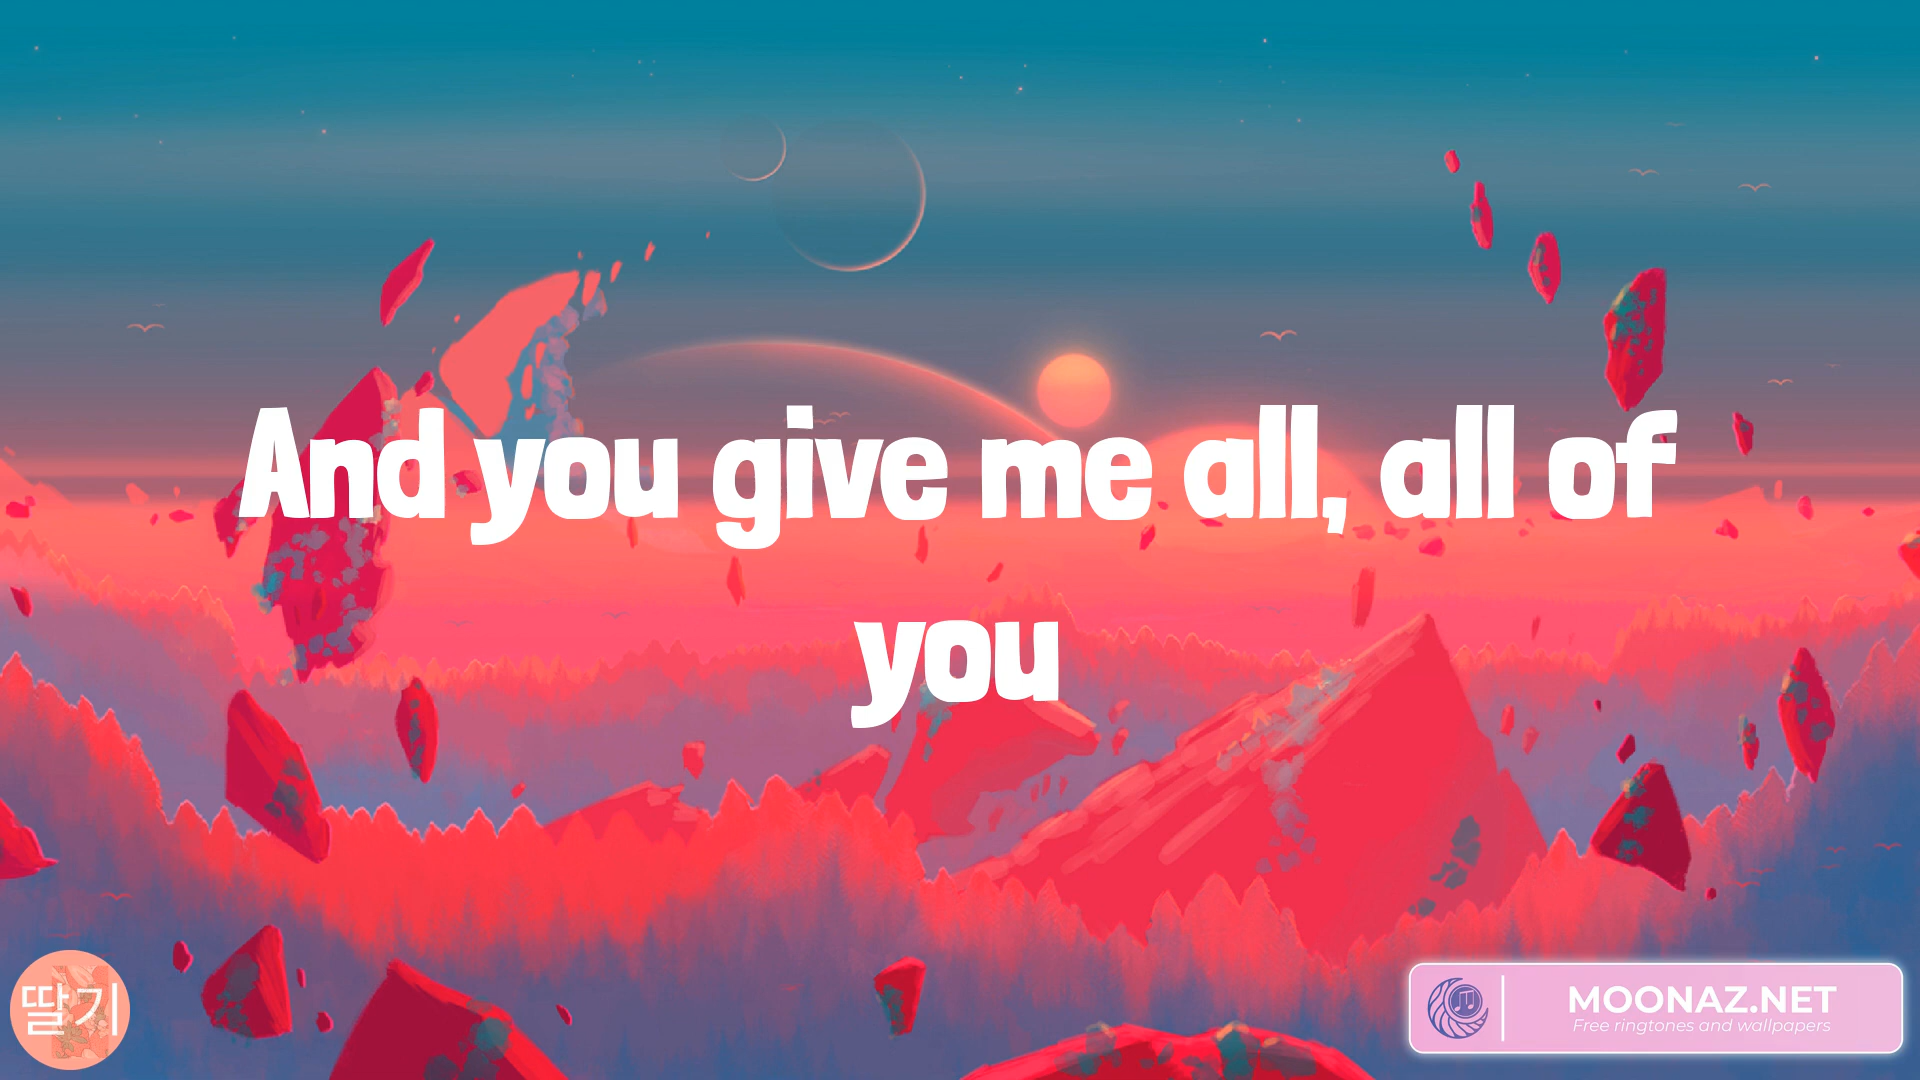 And you give me all, all of
you
딸기
MOONAZ.NET
Free ringtones and wallpapers